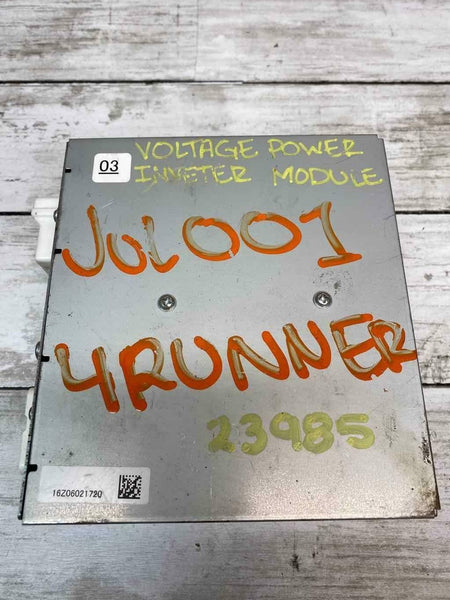 03
VOLTAGE POWER
INVETER MODULE
JUL001
4RUNNER
23985
16Z06021720